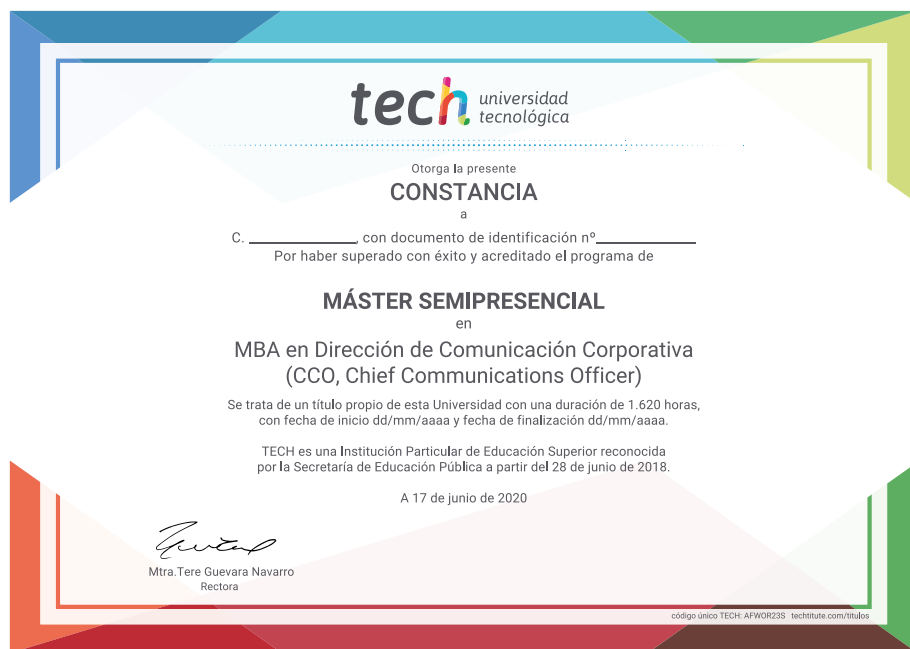 tech universidad
tecnológica
Otorga la presente
CONSTANCIA
a
C. ____________, con documento de identificación nº____________
Por haber superado con éxito y acreditado el programa de
MÁSTER SEMIPRESENCIAL
en
MBA en Dirección de Comunicación Corporativa
(CCO, Chief Communications Officer)
Se trata de un título propio de esta Universidad con una duración de 1.620 horas,
con fecha de inicio dd/mm/aaaa y fecha de finalización dd/mm/aaaa.
TECH es una Institución Particular de Educación Superior reconocida
por la Secretaría de Educación Pública a partir del 28 de junio de 2018.
A 17 de junio de 2020
Mtra.Tere Guevara Navarro
Rectora
código único TECH: AFWOR23S techtitute.com/titulos